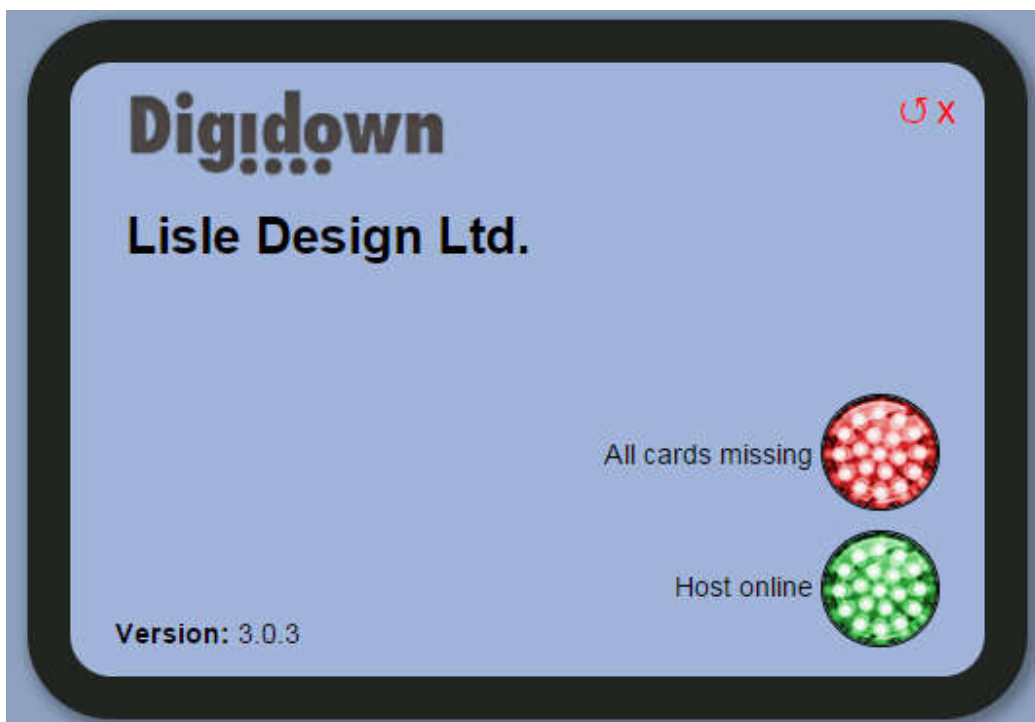 Digidown
X
Lisle Design Ltd.
All cards missing
Host online
Version: 3.0.3